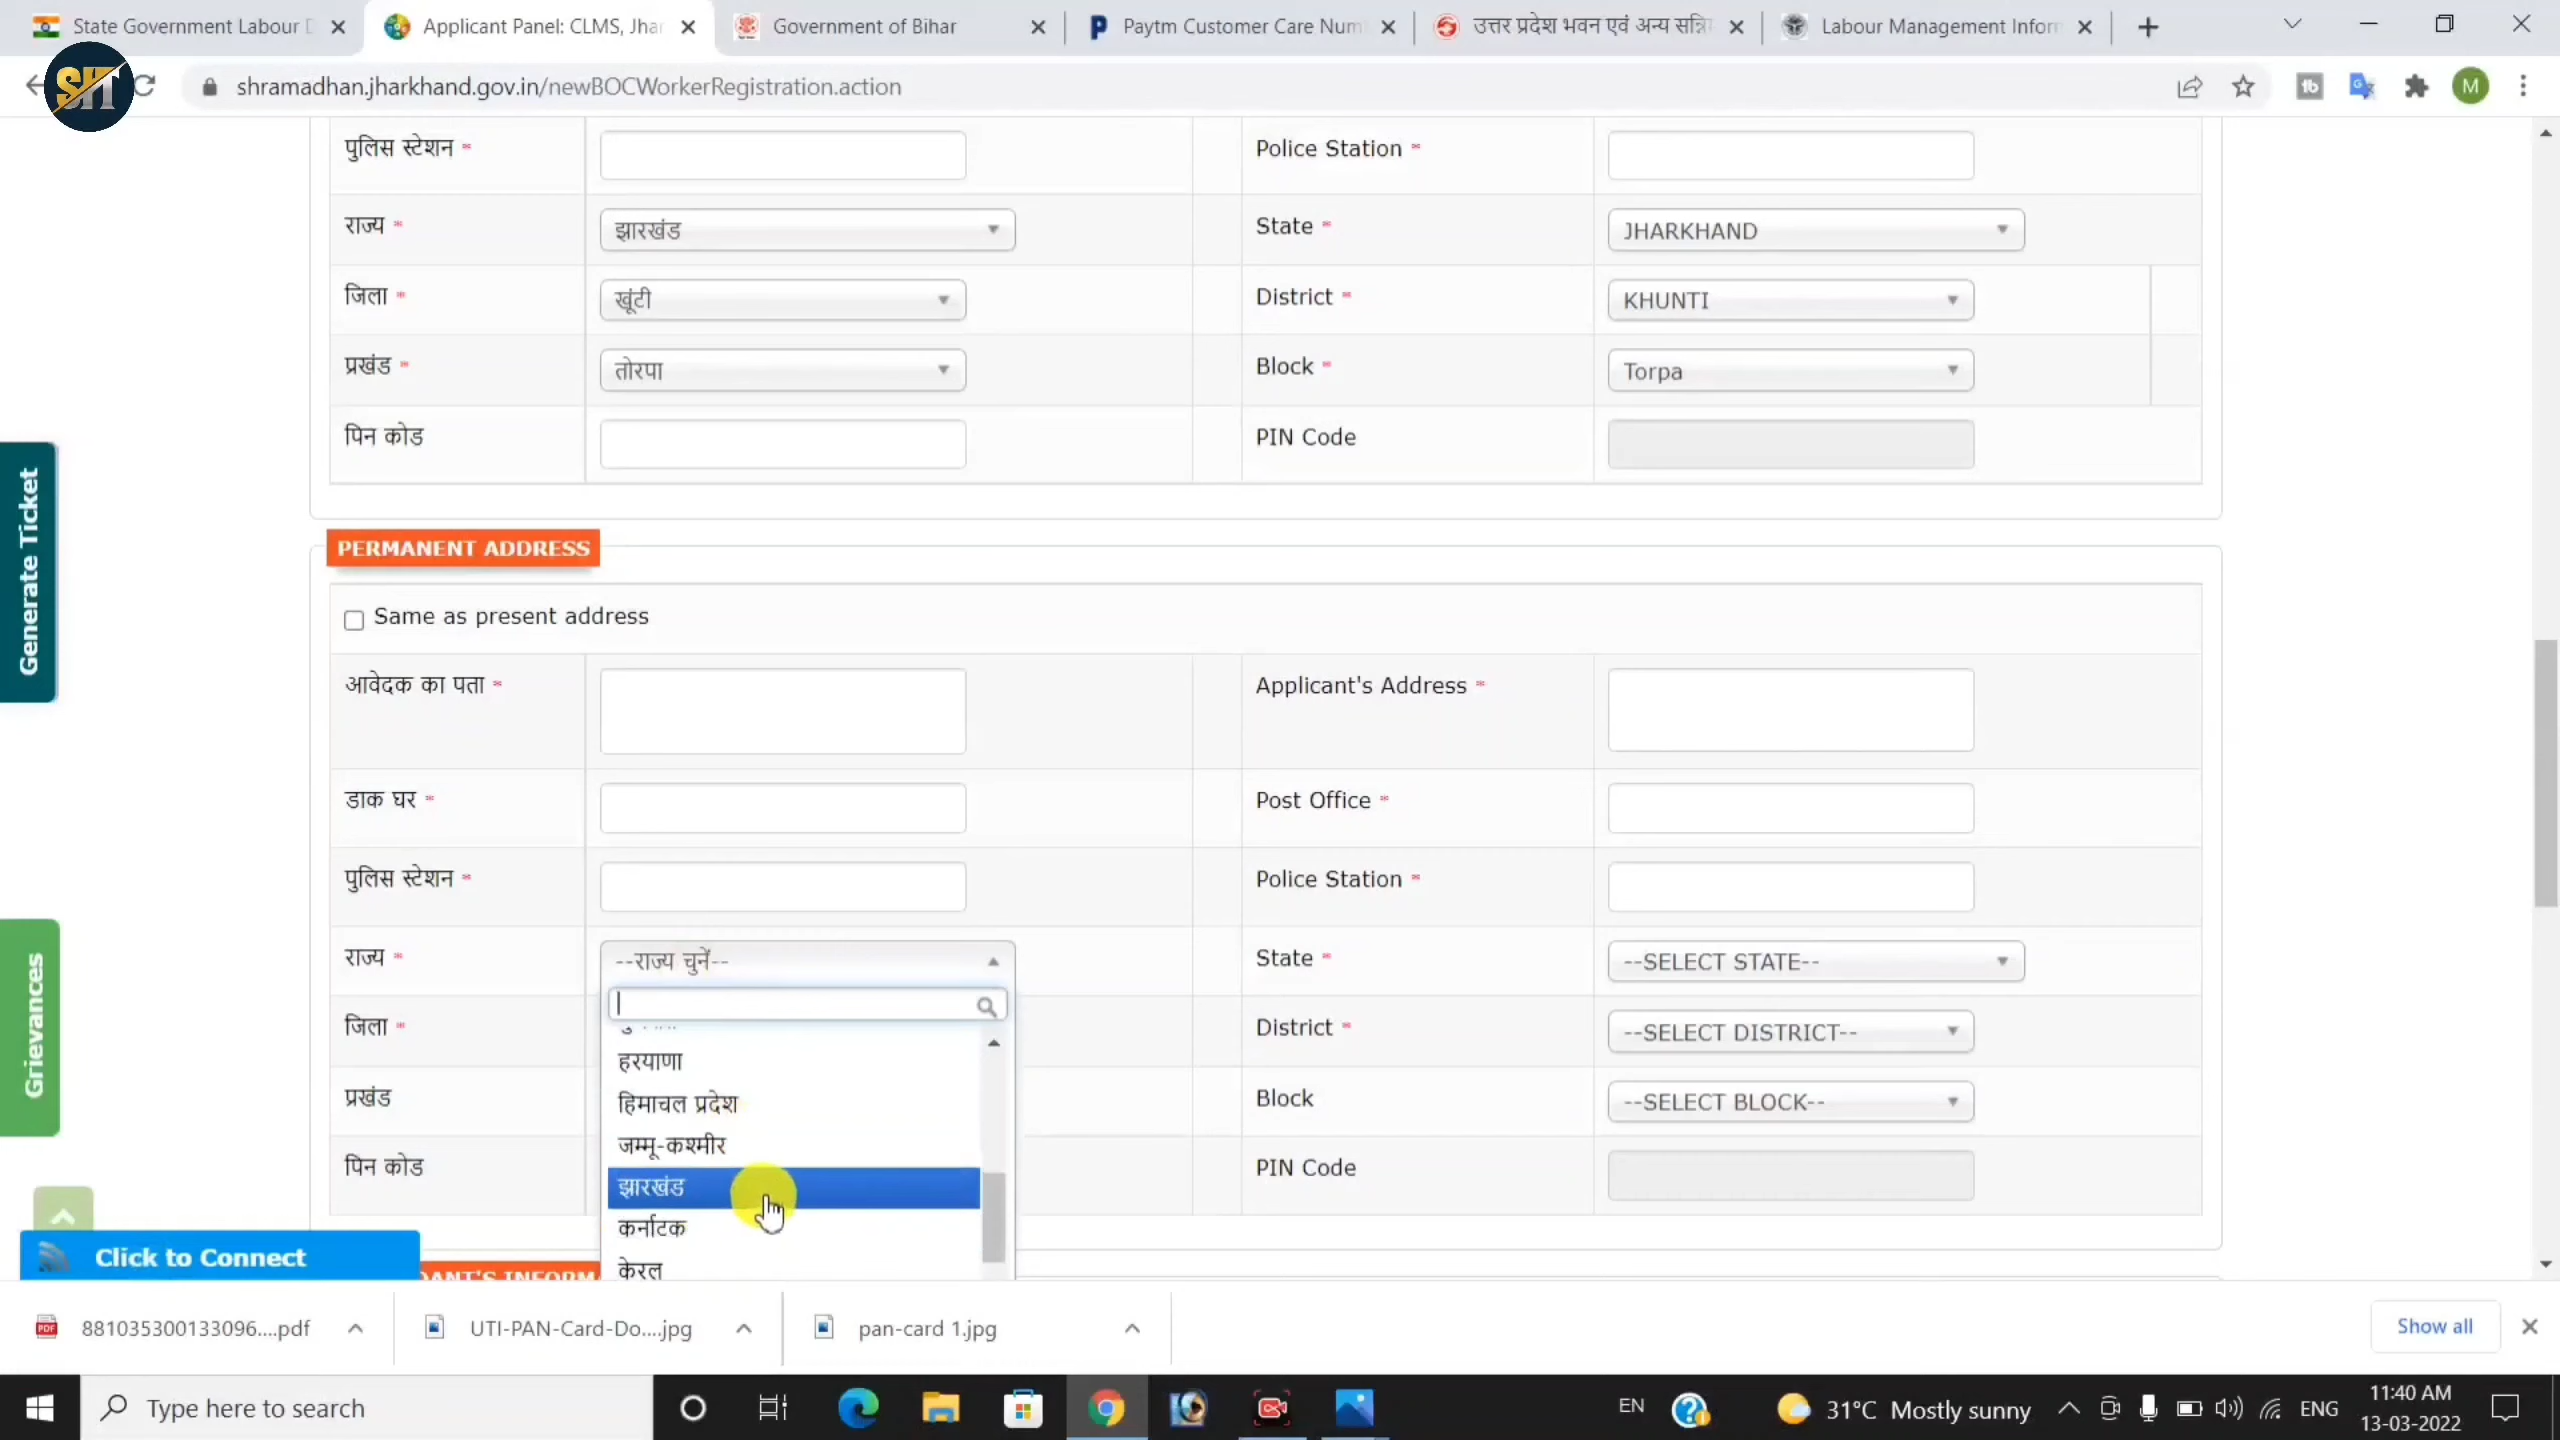 State Government Labour D
Applicant Panel: CLMS, Jhar
Government of Bihar
Paytm Customer Care Num
उत्तर प्रदेश भवन एवं अन्य सन्नि
Labour Management Inforn
SIT
shramadhan.jharkhand.gov.in/newBOCWorkerRegistration.action
M
पुलिस स्टेशन *
Police Station *
राज्य * झारखंड
State * JHARKHAND
जिला * खूंटी
District * KHUNTI
प्रखंड * तोरपा
Block * Torpa
पिन कोड
PIN Code
Generate Ticket
PERMANENT ADDRESS
Same as present address
आवेदक का पता *
Applicant's Address *
डाक घर *
Post Office *
पुलिस स्टेशन *
Police Station *
राज्य * --राज्य चुनें--
State * --SELECT STATE--
जिला *
District * --SELECT DISTRICT--
प्रखंड
Block --SELECT BLOCK--
पिन कोड
PIN Code
हरयाणा
हिमाचल प्रदेश
जम्मू-कश्मीर
झारखंड
कर्नाटक
केरल
Grievances
Click to Connect
DANT'S INFORMA
881035300133096....pdf
UTI-PAN-Card-Do....jpg
pan-card 1.jpg
Show all
Type here to search
EN
31°C Mostly sunny
ENG
11:40 AM
13-03-2022